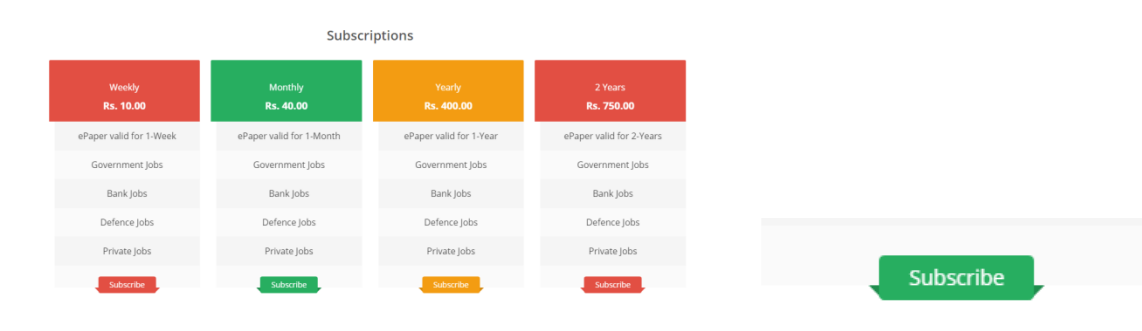 Subscriptions
Weekly
Rs. 10.00
ePaper valid for 1-Week
Government Jobs
Bank Jobs
Defence Jobs
Private Jobs
Subscribe
Monthly
Rs. 40.00
ePaper valid for 1-Month
Government Jobs
Bank Jobs
Defence Jobs
Private Jobs
Subscribe
Yearly
Rs. 400.00
ePaper valid for 1-Year
Government Jobs
Bank Jobs
Defence Jobs
Private Jobs
Subscribe
2 Years
Rs. 750.00
ePaper valid for 2-Years
Government Jobs
Bank Jobs
Defence Jobs
Private Jobs
Subscribe
Subscribe